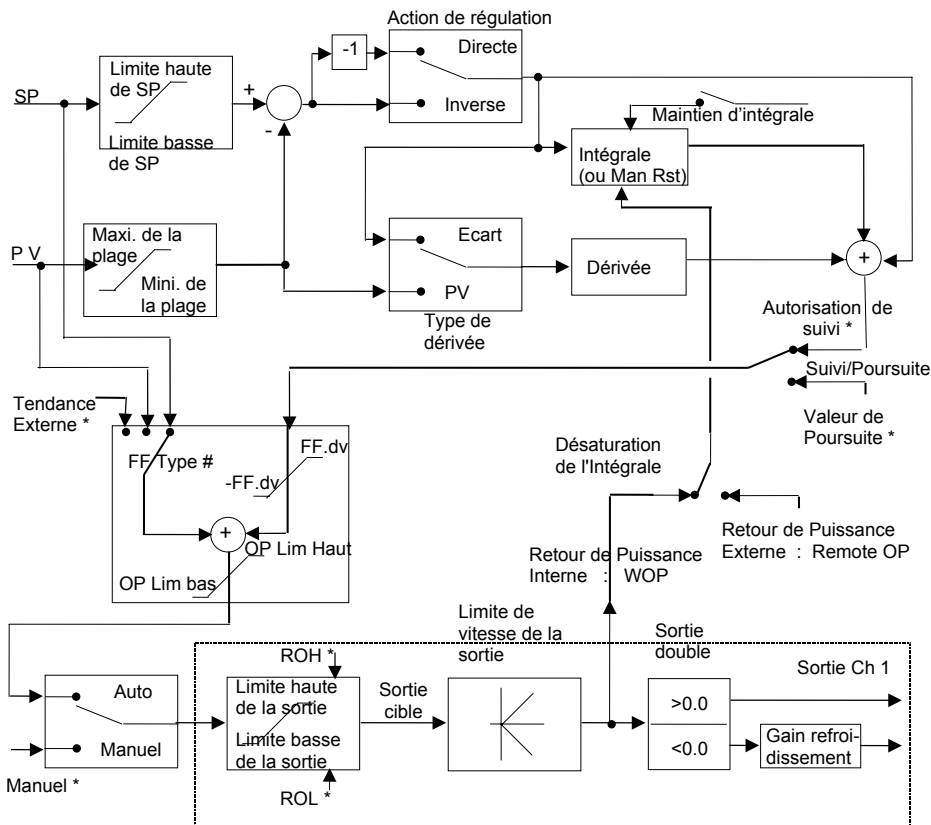 Action de régulation
-1
Directe
Inverse
Limite haute
de SP
Limite basse
de SP
SP
+
-
Maintien d'intégrale
Intégrale
(ou Man Rst)
P V
Maxi. de la
plage
Mini. de
la plage
Ecart
PV
Type de
dérivée
Dérivée
+
Autorisation de
suivi *
Suivi/Poursuite
Valeur de
Poursuite *
Tendance
Externe *
FF Type #
FF.dv
-FF.dv
+
OP Lim Haut
OP Lim bas
Désaturation
de l'Intégrale
Retour de Puissance
Interne : WOP
Retour de Puissance
Externe : Remote OP
Limite de
vitesse de la
sortie
Sortie
double
Sortie Ch 1
ROH *
Auto
Manuel
Manuel *
Limite haute
de la sortie
Limite basse
de la sortie
ROL *
Sortie
cible
>0.0
<0.0
Gain refroi-
dissement